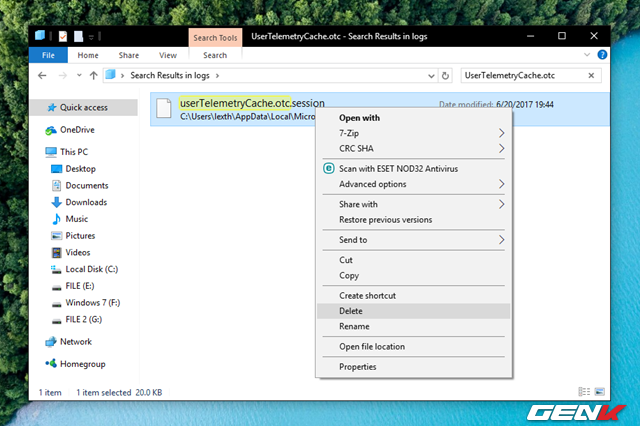 Search Tools
UserTelemetryCache.otc - Search Results in logs
File
Home
Share
View
Search
Search Results in logs
UserTelemetryCache.otc
Quick access
OneDrive
This PC
Desktop
Documents
Downloads
Music
Pictures
Videos
Local Disk (C:)
FILE (E:)
Windows 7 (F:)
FILE 2 (G:)
Network
Homegroup
userTelemetryCache.otc.session
Date modified: 6/20/2017 19:44
C:\Users\lexth\AppData\Local\Micro
Open with
7-Zip
CRC SHA
Scan with ESET NOD32 Antivirus
Advanced options
Share with
Restore previous versions
Send to
Cut
Copy
Create shortcut
Delete
Rename
Open file location
Properties
1 item
1 item selected 20.0 KB
GENK